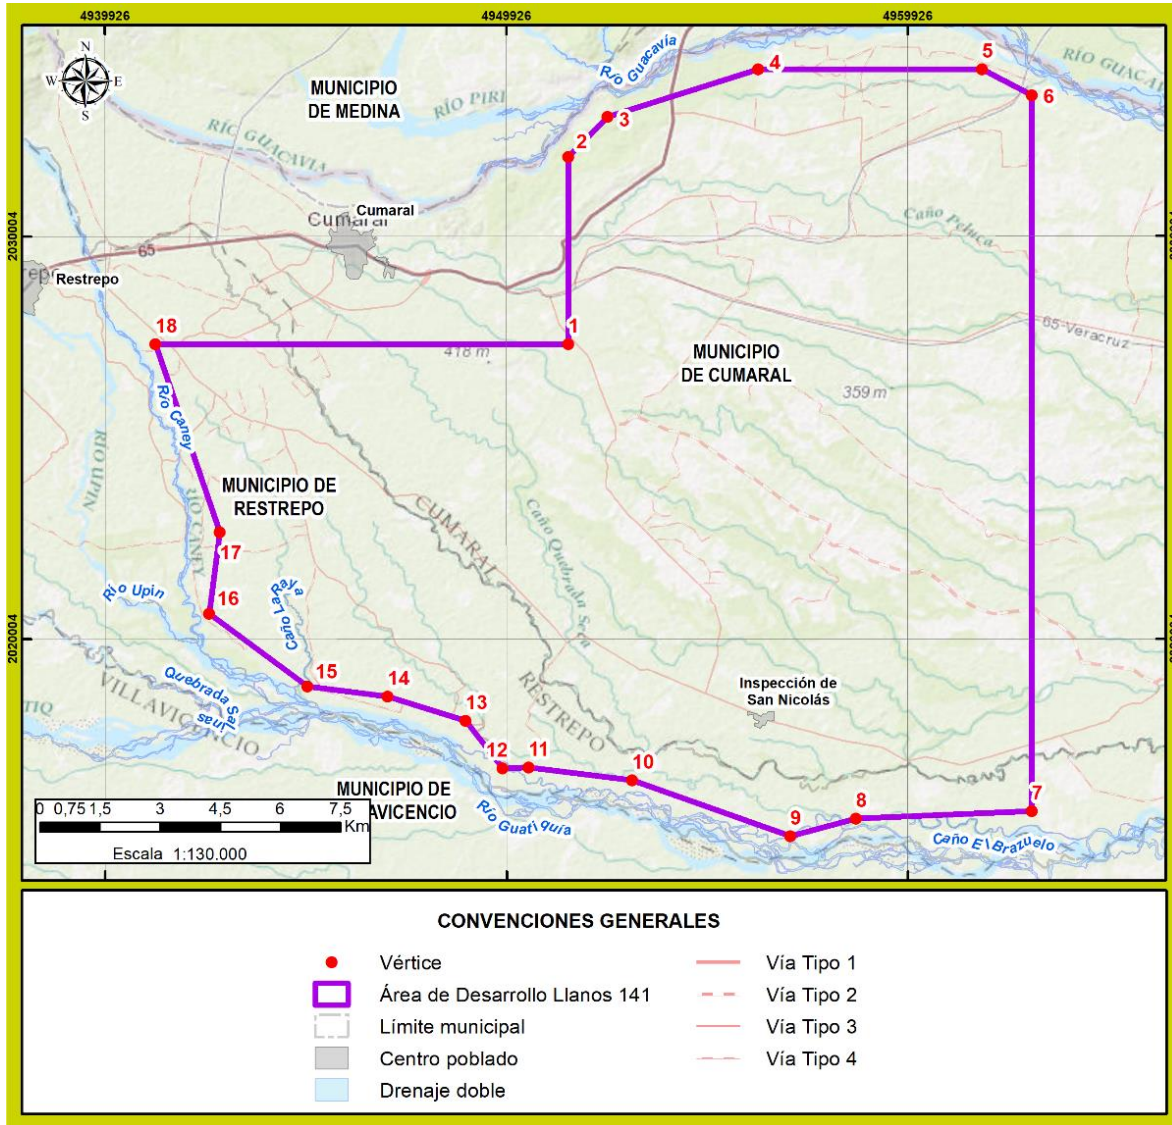 4939926
4949926
4959926
N
W
E
S
MUNICIPIO
DE MEDINA
Río Guacavía
RÍO PIRI
RÍO GUACAVIA
RÍO GUACAV
4
5
6
3
2
Cumaral
Cumaral
Caño Peluca
2030004
65
Restrepo
18
1
418 m
MUNICIPIO
DE CUMARAL
65-Veracruz
359 m
Río Caney
RIO UPIN
MUNICIPIO DE
RESTREPO
RIO CANEY
CUMARAL
Caño Quebrada Seca
17
16
Río Upin
Caño La Raya
2020004
15
14
13
RESTREPO
Inspección de
San Nicolás
Quebrada Salinas
VILLAVICENCIO
TIQ
12
11
10
MUNICIPIO DE
AVICENCIO
Río Guatiquía
9
8
7
Caño El Brazuelo
0 0,75 1,5 3 4,5 6 7,5
Km
Escala 1:130.000
CONVENCIONES GENERALES
Vértice
Área de Desarrollo Llanos 141
Límite municipal
Centro poblado
Drenaje doble
Vía Tipo 1
Vía Tipo 2
Vía Tipo 3
Vía Tipo 4